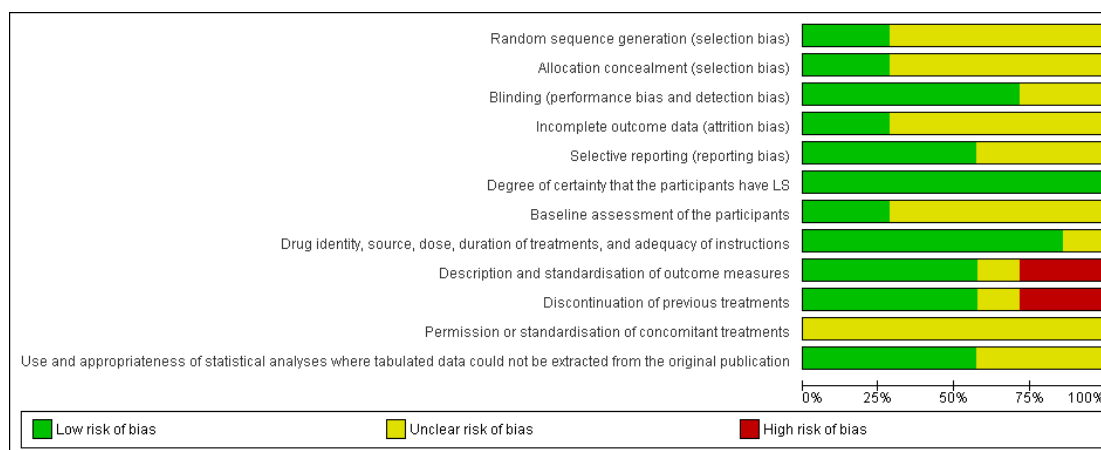 Random sequence generation (selection bias)
Allocation concealment (selection bias)
Blinding (performance bias and detection bias)
Incomplete outcome data (attrition bias)
Selective reporting (reporting bias)
Degree of certainty that the participants have LS
Baseline assessment of the participants
Drug identity, source, dose, duration of treatments, and adequacy of instructions
Description and standardisation of outcome measures
Discontinuation of previous treatments
Permission or standardisation of concomitant treatments
Use and appropriateness of statistical analyses where tabulated data could not be extracted from the original publication
0% 25% 50% 75% 100%
Low risk of bias Unclear risk of bias High risk of bias